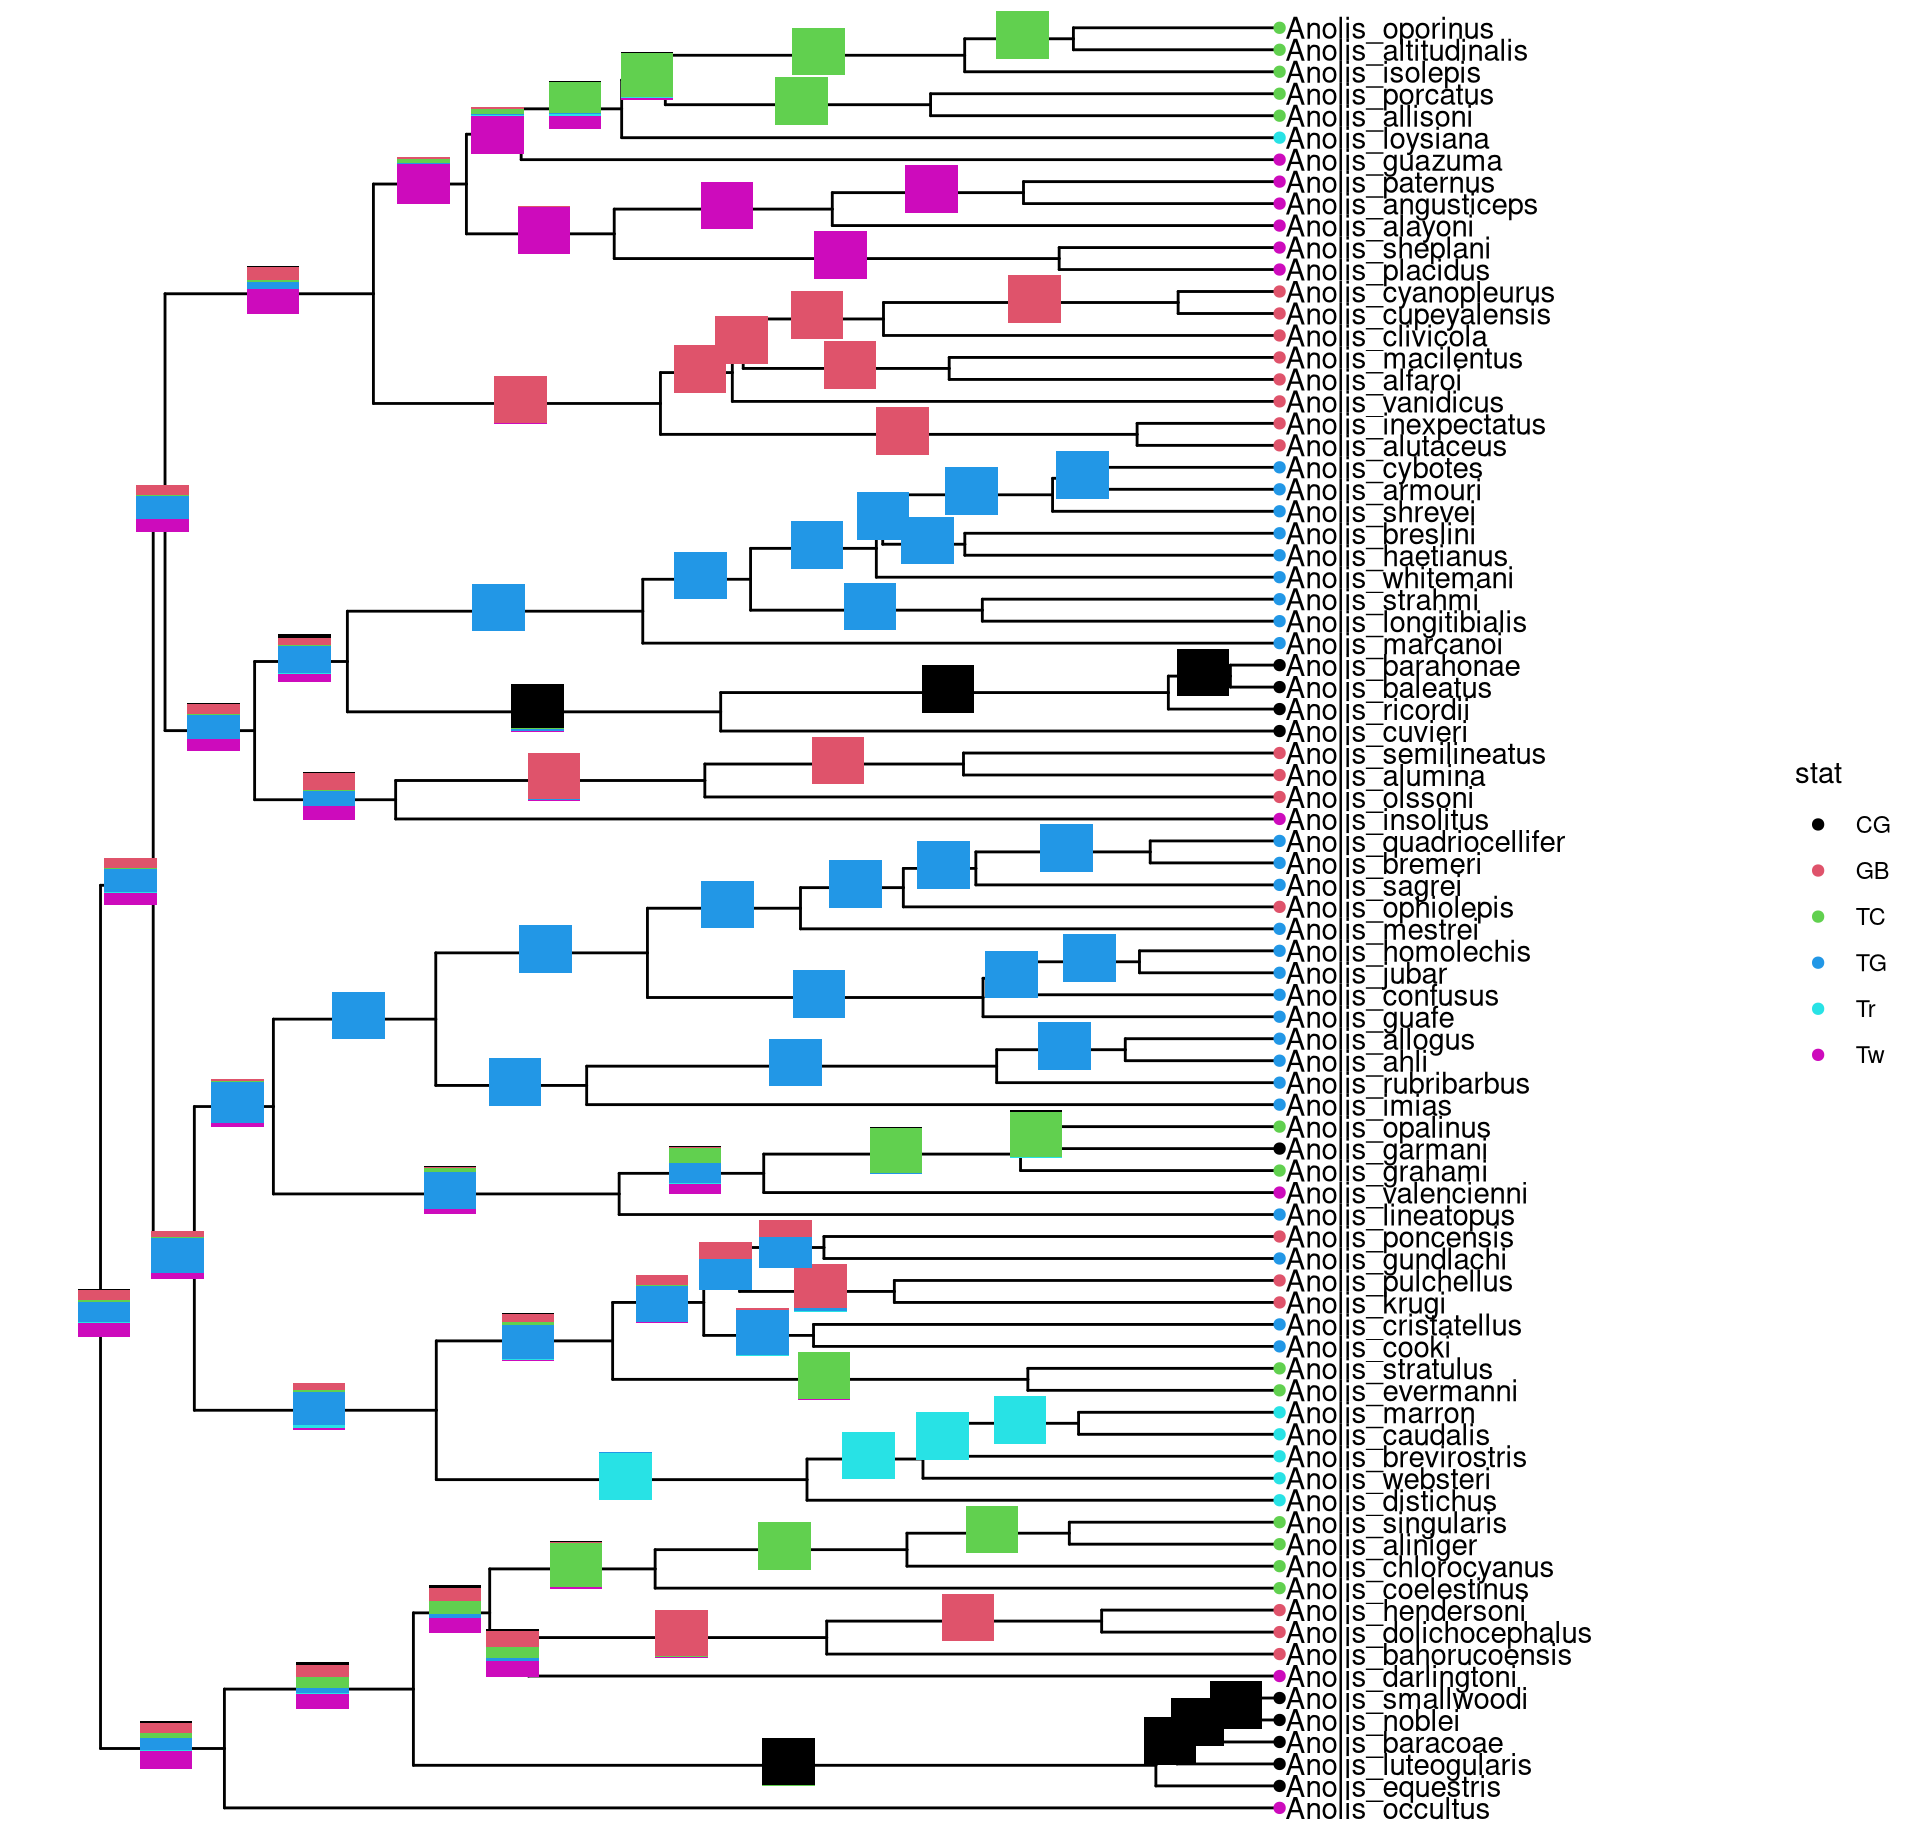 Anolis_oporinus
Anolis_altitudinalis
Anolis_isolepis
Anolis_porcatus
Anolis_allisoni
Anolis_loysiana
Anolis_guazuma
Anolis_paternus
Anolis_angusticeps
Anolis_alayoni
Anolis_sheplani
Anolis_placidus
Anolis_cyanopleurus
Anolis_cupeyalensis
Anolis_clivicola
Anolis_macilentus
Anolis_alfaroi
Anolis_vanidicus
Anolis_inexpectatus
Anolis_alutaceus
Anolis_cybotes
Anolis_armouri
Anolis_shrevei
Anolis_breslini
Anolis_haetianus
Anolis_whitemani
Anolis_strahmi
Anolis_longitibialis
Anolis_marcanoi
Anolis_barahonae
Anolis_baleatus
Anolis_ricordii
Anolis_cuvieri
Anolis_semilineatus
Anolis_alumina
Anolis_olssoni
Anolis_insolitus
Anolis_quadriocellifer
Anolis_bremeri
Anolis_sagrei
Anolis_ophiolepis
Anolis_mestrei
Anolis_homolechis
Anolis_jubar
Anolis_confusus
Anolis_guafe
Anolis_allogus
Anolis_ahli
Anolis_rubribarbus
Anolis_imias
Anolis_opalinus
Anolis_garmani
Anolis_grahami
Anolis_valencienni
Anolis_lineatopus
Anolis_poncensis
Anolis_gundlachi
Anolis_pulchellus
Anolis_krugi
Anolis_cristatellus
Anolis_cooki
Anolis_stratulus
Anolis_evermanni
Anolis_marron
Anolis_caudalis
Anolis_brevirostris
Anolis_websteri
Anolis_distichus
Anolis_singularis
Anolis_aliniger
Anolis_chlorocyanus
Anolis_coelestinus
Anolis_hendersoni
Anolis_dolichocephalus
Anolis_bahorucoensis
Anolis_darlingtoni
Anolis_smallwoodi
Anolis_noblei
Anolis_baracoae
Anolis_luteogularis
Anolis_equestris
Anolis_occultus
stat
CG
GB
TC
TG
Tr
Tw